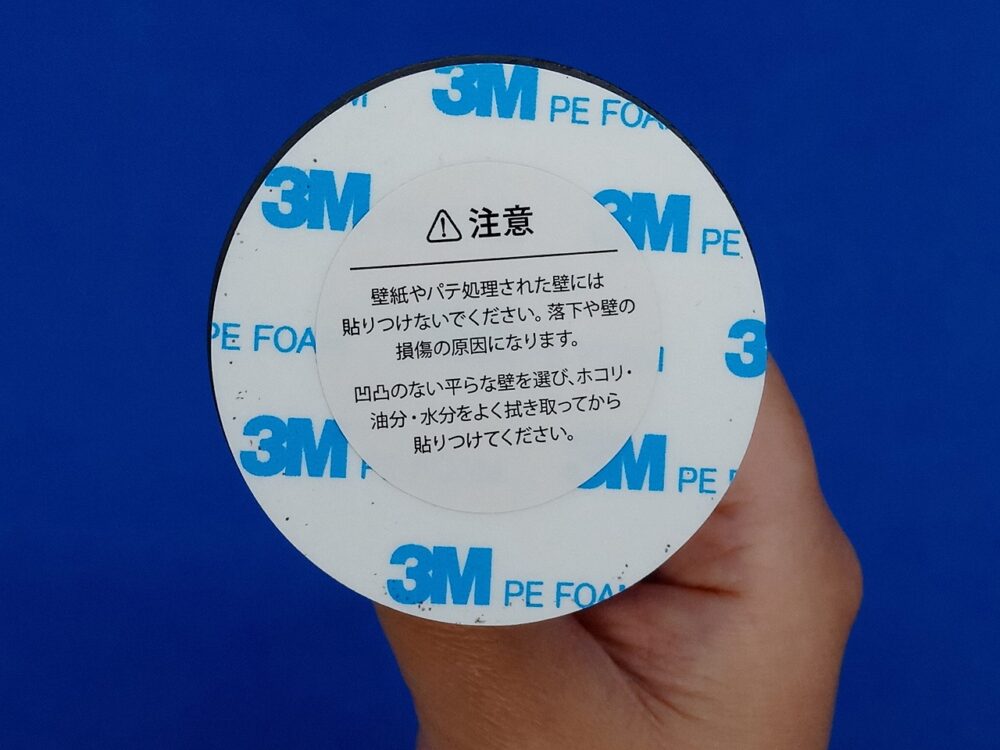 3M PE FOA
3M
3M PE
注意
壁紙やパテ処理された壁には
貼りつけないでください。落下や壁の
損傷の原因になります。
凹凸のない平らな壁を選び、ホコリ・
油分・水分をよく拭き取ってから
貼りつけてください。
PE FOA
3
3M
3M PE
3M PE FOA